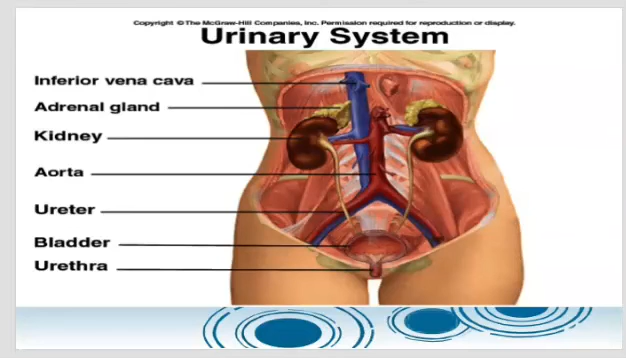 Copyright © The McGraw-Hill Companies, Inc. Permission required for reproduction or display.
Urinary System
Inferior vena cava
Adrenal gland
Kidney
Aorta
Ureter
Bladder
Urethra